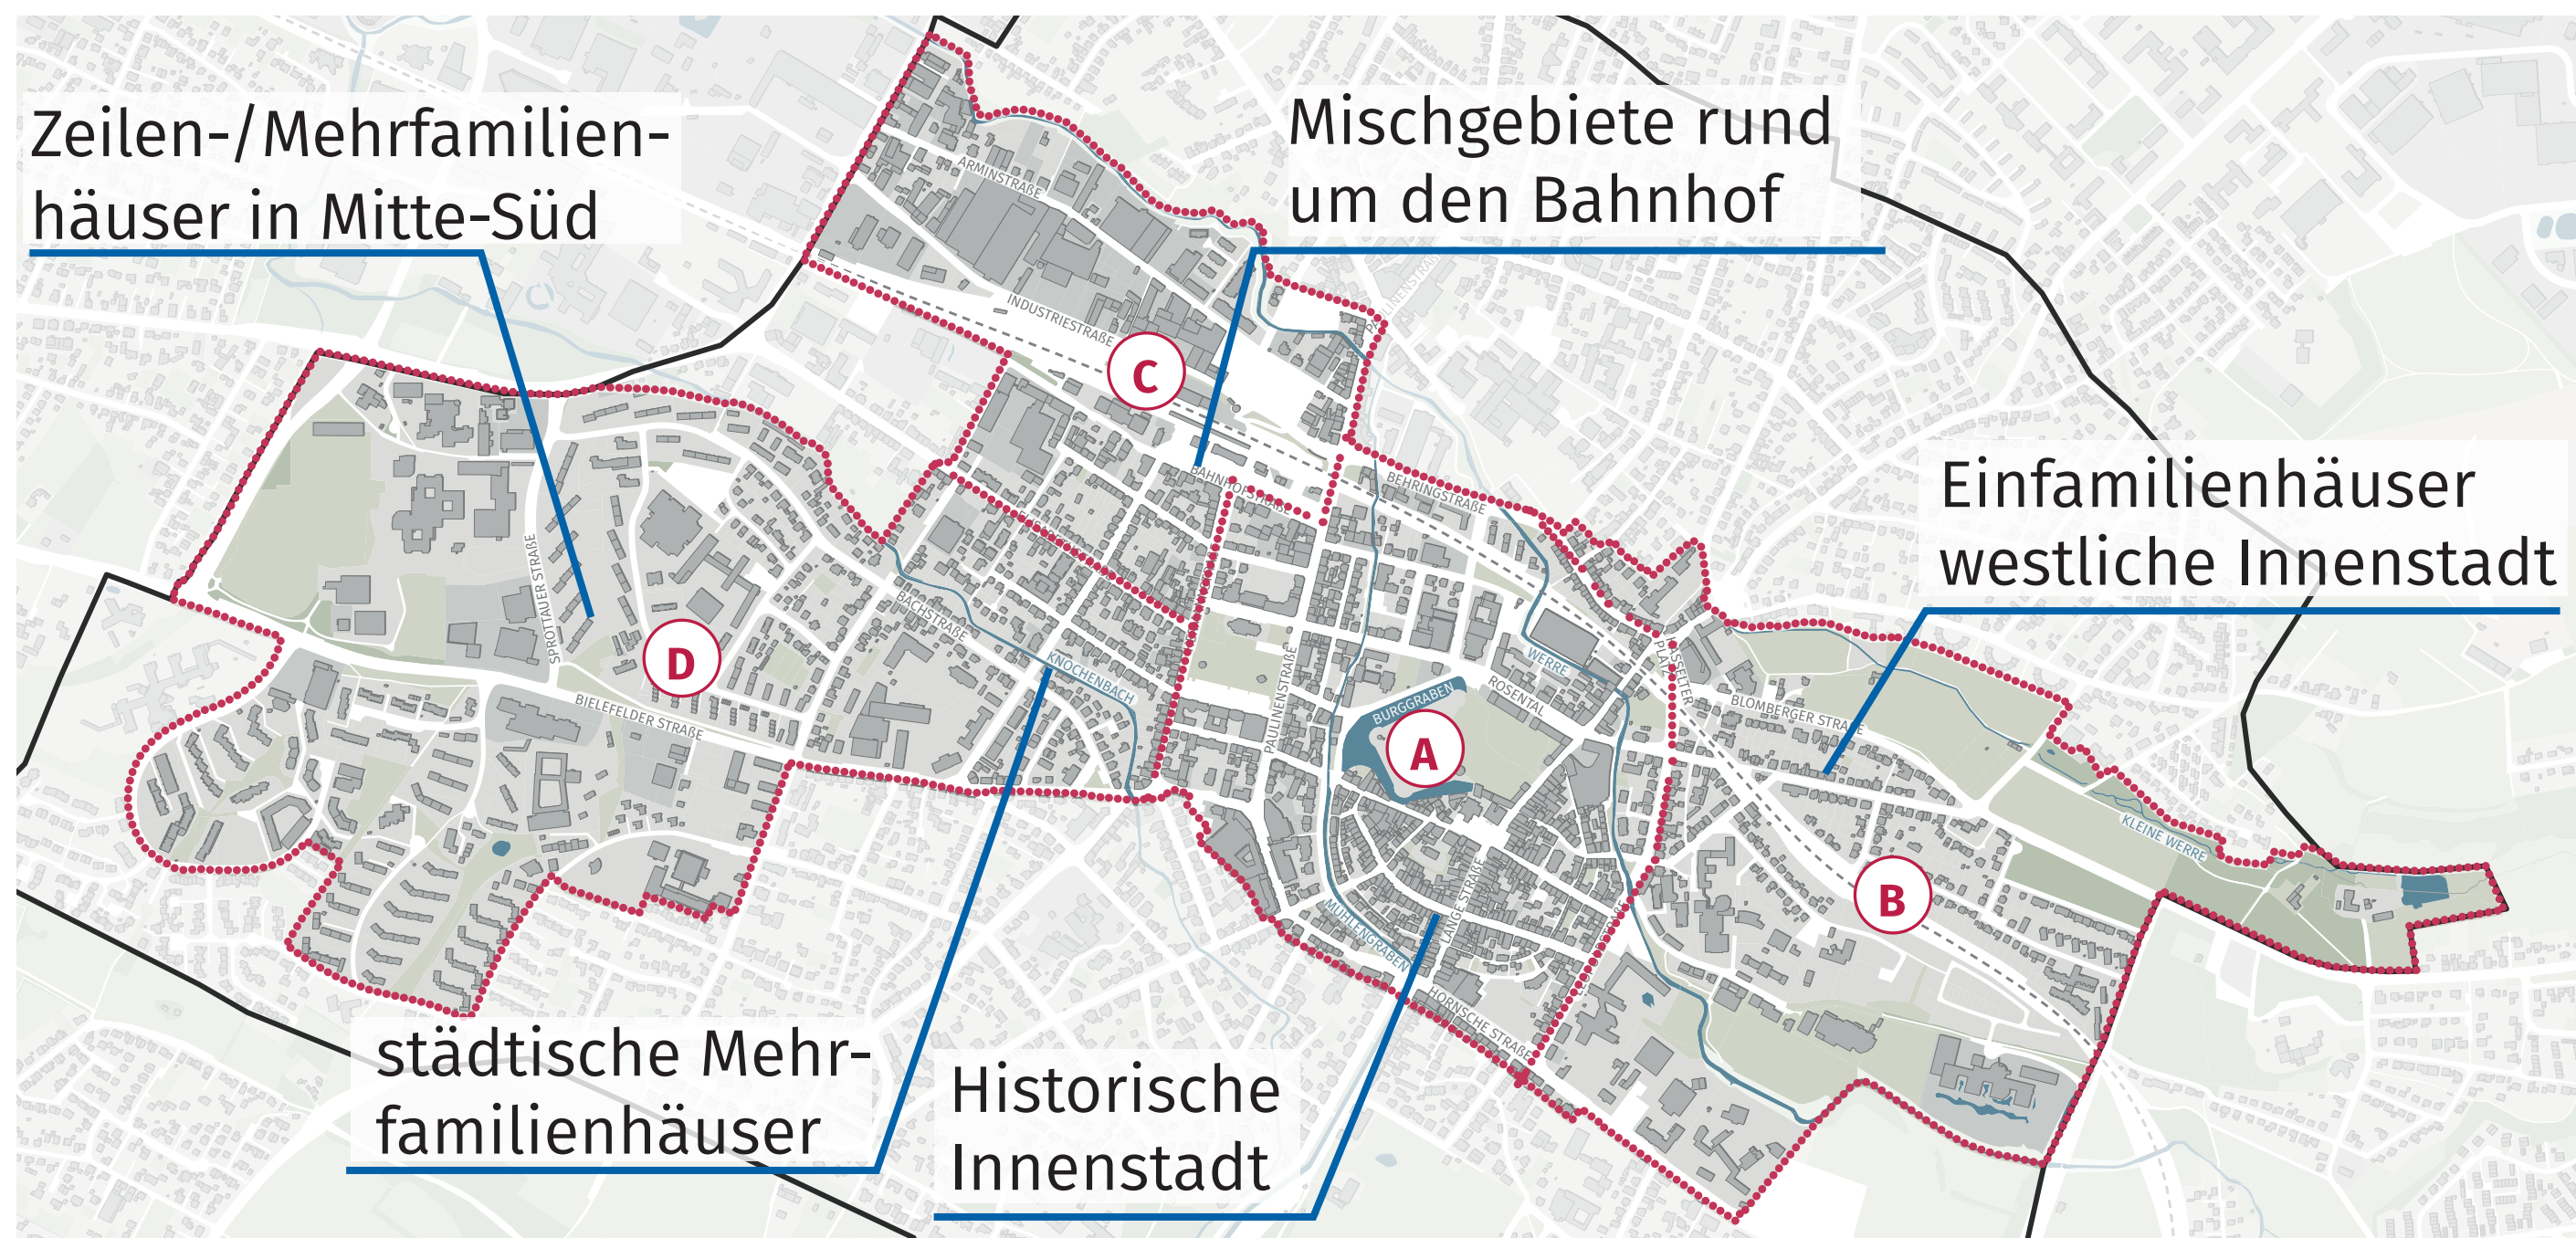 Zeilen-/Mehrfamilien-
häuser in Mitte-Süd
Mischgebiete rund
um den Bahnhof
Einfamilienhäuser
westliche Innenstadt
städtische Mehr-
familienhäuser
Historische
Innenstadt
A
B
C
D
ARMINSTRASSE
INDUSTRIESTRAẞE
BAHNHOFSTRAẞE
BEHRINGSTRAẞE
SPROTTAUER STRAẞE
BACHSTRAẞE
KNOCHENBACH
BIELEFELDER STRAẞE
PAULINENSTRAẞE
BURGGRABEN
ROSENTAL
WERRE
HASSELTER
PLATZ
BLOMBERGER STRAẞE
KLEINE WERRE
MÜHLENGRABEN
LANGE STRAẞE
HORNSCHE STRAẞE